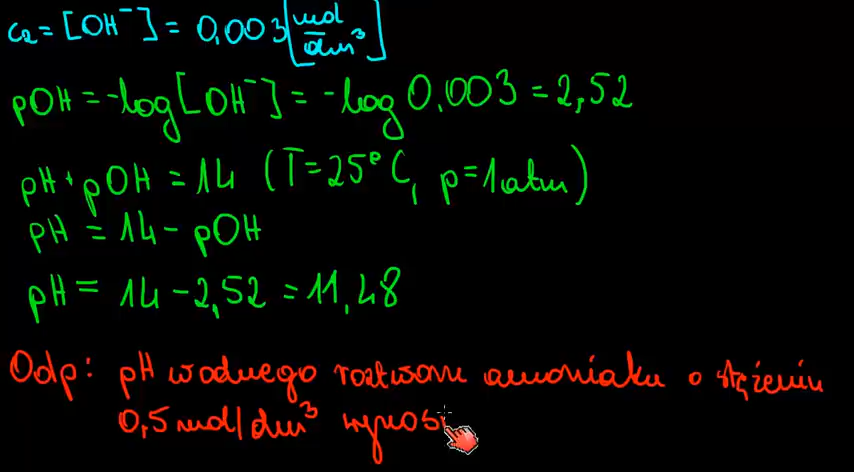 c₂ = [OH⁻] = 0,003 [mol/dm³]
pOH = -log[OH⁻] = -log 0,003 = 2,52
pH + pOH = 14 (T=25°C, p=1atm)
pH = 14 - pOH
pH = 14 - 2,52 = 11,48
Odp: pH wodnego roztworu amoniaku o stężeniu
0,5 mol/dm³ wynosi